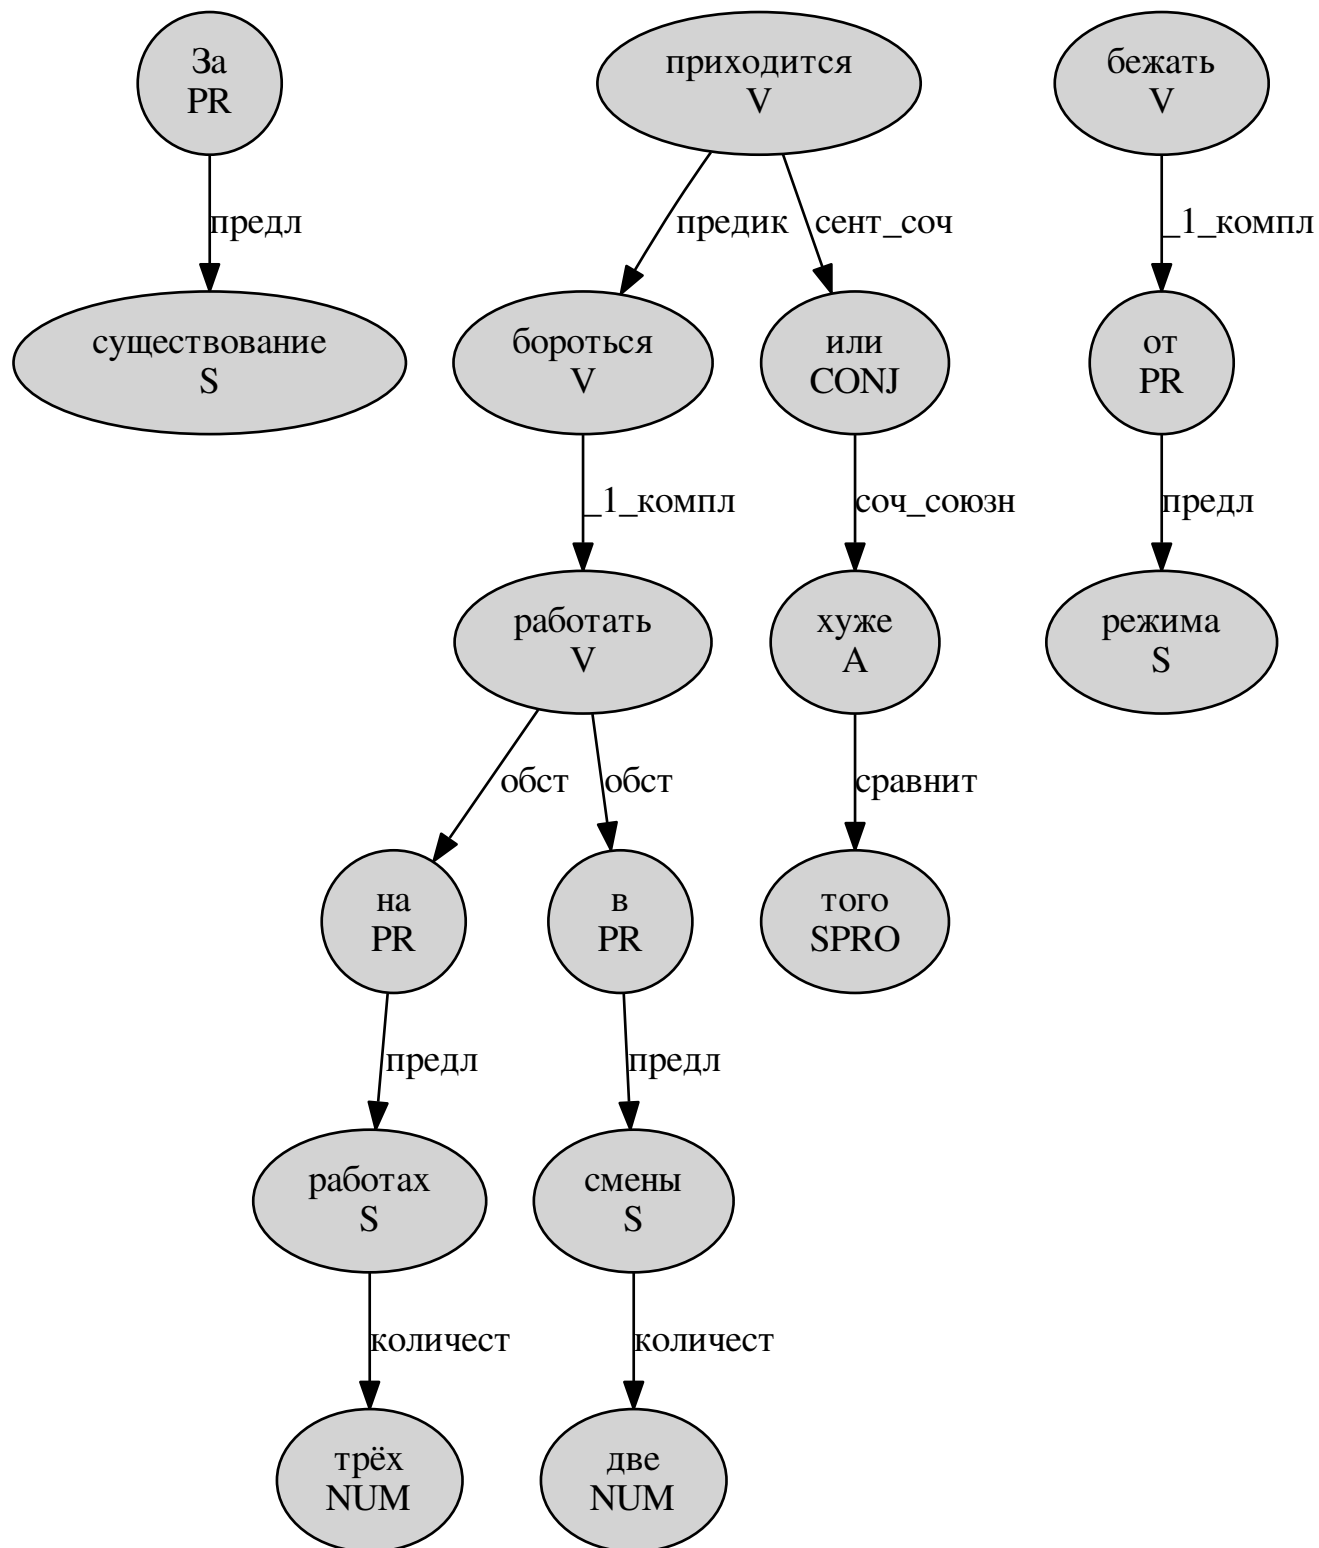 За
PR
приходится
V
бежать
V
предл
предик
сент_соч
_1_компл
существование
S
бороться
V
или
CONJ
от
PR
_1_компл
соч_союзн
предл
работать
V
хуже
A
режима
S
обст
обст
сравнит
на
PR
в
PR
того
SPRO
предл
предл
работах
S
смены
S
количест
количест
трёх
NUM
две
NUM